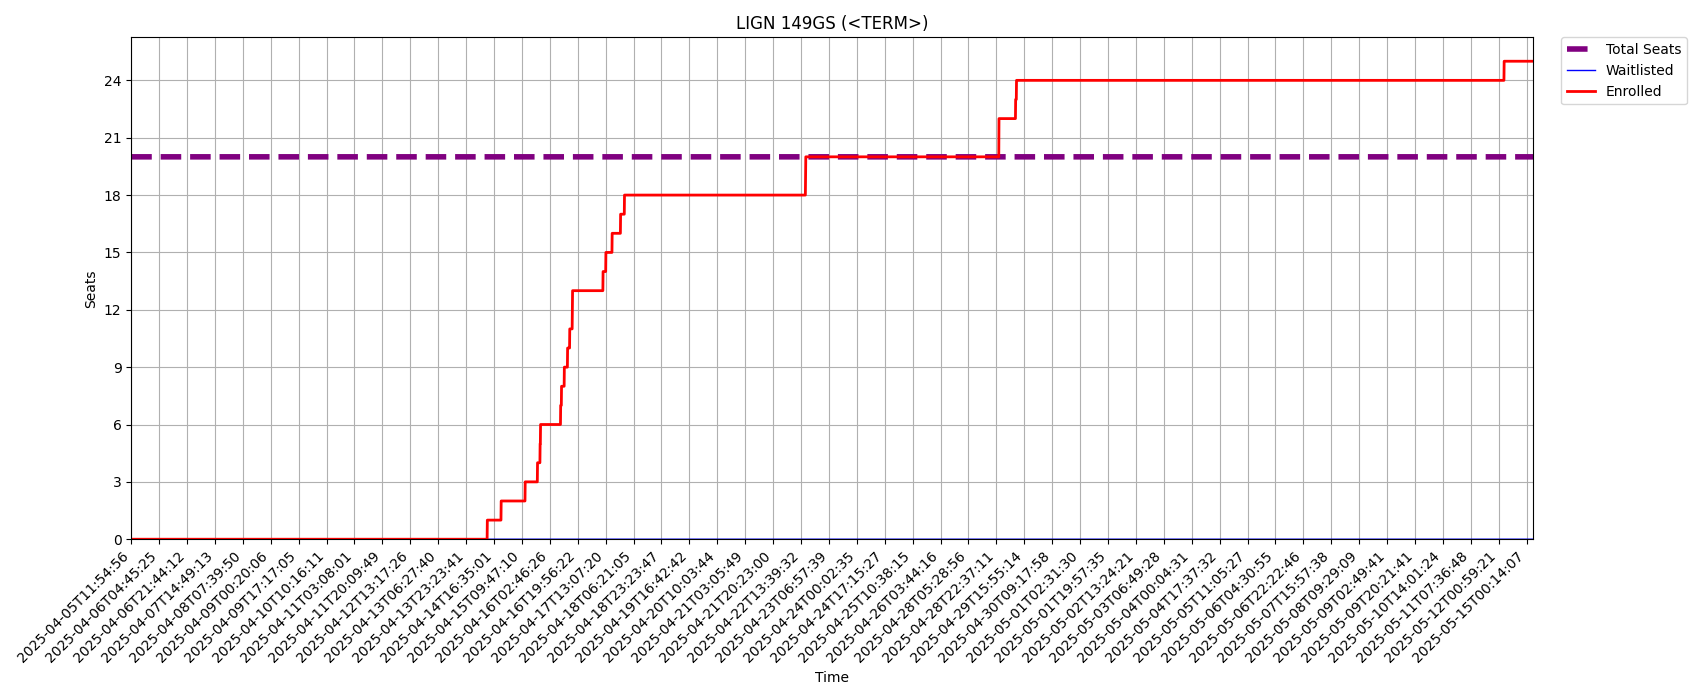 LIGN 149GS (<TERM>)
Total Seats
Waitlisted
Enrolled
Seats
24
21
18
15
12
9
6
3
0
2025-04-05T11:54:56
2025-04-06T04:45:25
2025-04-06T21:44:12
2025-04-07T14:49:13
2025-04-08T07:39:50
2025-04-09T00:20:06
2025-04-09T17:17:05
2025-04-10T10:16:11
2025-04-11T03:08:01
2025-04-11T20:09:49
2025-04-12T13:17:26
2025-04-13T06:27:40
2025-04-13T23:23:41
2025-04-14T16:35:01
2025-04-15T09:47:10
2025-04-16T02:46:26
2025-04-16T19:56:22
2025-04-17T13:07:20
2025-04-18T06:21:05
2025-04-18T23:23:47
2025-04-19T16:42:42
2025-04-20T10:03:44
2025-04-21T03:05:49
2025-04-21T20:23:00
2025-04-22T13:39:32
2025-04-23T06:57:39
2025-04-24T00:02:35
2025-04-24T17:15:27
2025-04-25T10:38:15
2025-04-26T03:44:16
2025-04-28T05:28:56
2025-04-28T22:37:11
2025-04-29T15:55:14
2025-04-30T09:17:58
2025-05-01T02:31:30
2025-05-01T19:57:35
2025-05-02T13:24:21
2025-05-03T06:49:28
2025-05-04T00:04:31
2025-05-04T17:37:32
2025-05-05T11:05:27
2025-05-06T04:30:55
2025-05-06T22:22:46
2025-05-07T15:57:38
2025-05-08T09:29:09
2025-05-09T02:49:41
2025-05-09T20:21:41
2025-05-10T14:01:24
2025-05-11T07:36:48
2025-05-12T00:59:21
2025-05-15T00:14:07
Time